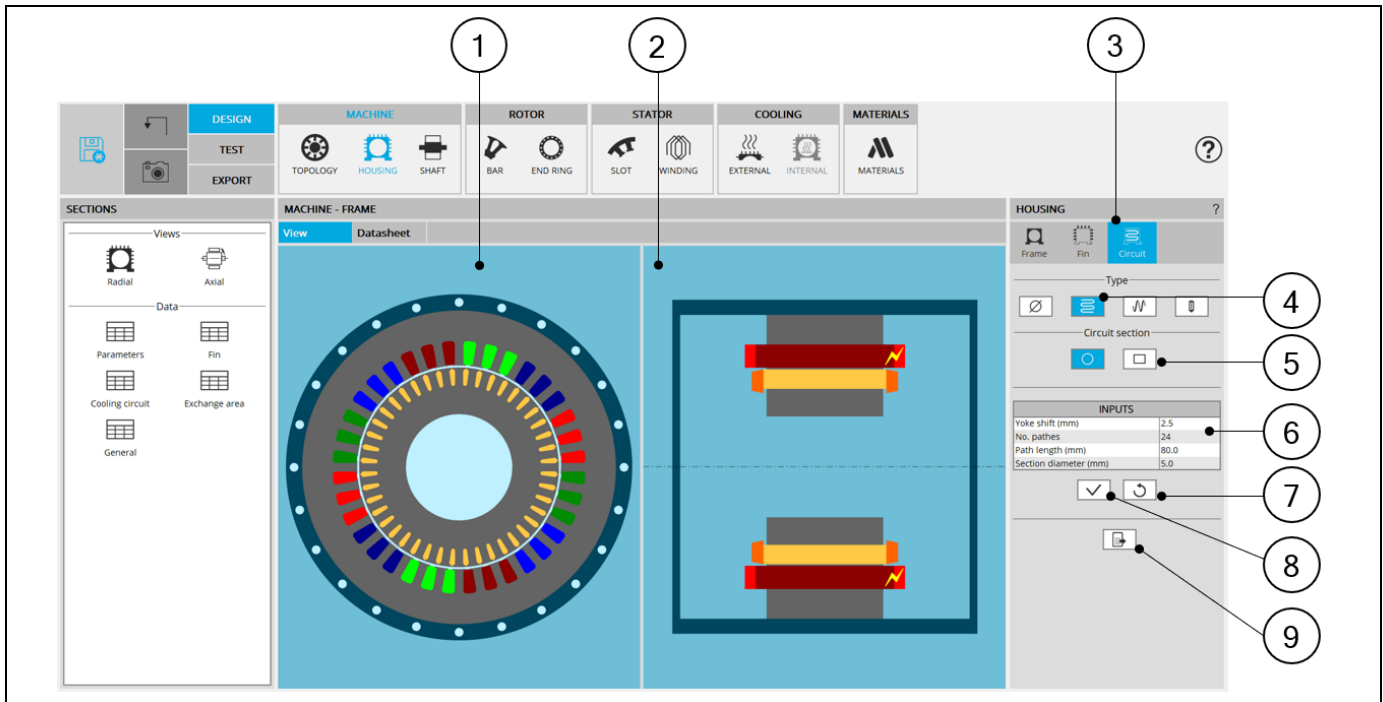 1
2
3
DESIGN
TEST
EXPORT
MACHINE
TOPOLOGY
HOUSING
SHAFT
ROTOR
BAR
END RING
STATOR
SLOT
WINDING
COOLING
EXTERNAL
INTERNAL
MATERIALS
MATERIALS
?
SECTIONS
Views
Radial
Axial
Data
Parameters
Fin
Cooling circuit
Exchange area
General
MACHINE - FRAME
View
Datasheet
HOUSING
?
Frame
Fin
Circuit
Type
4
Circuit section
5
INPUTS
Yoke shift (mm) 2.5
No. pathes 24
Path length (mm) 80.0
Section diameter (mm) 5.0
6
7
8
9